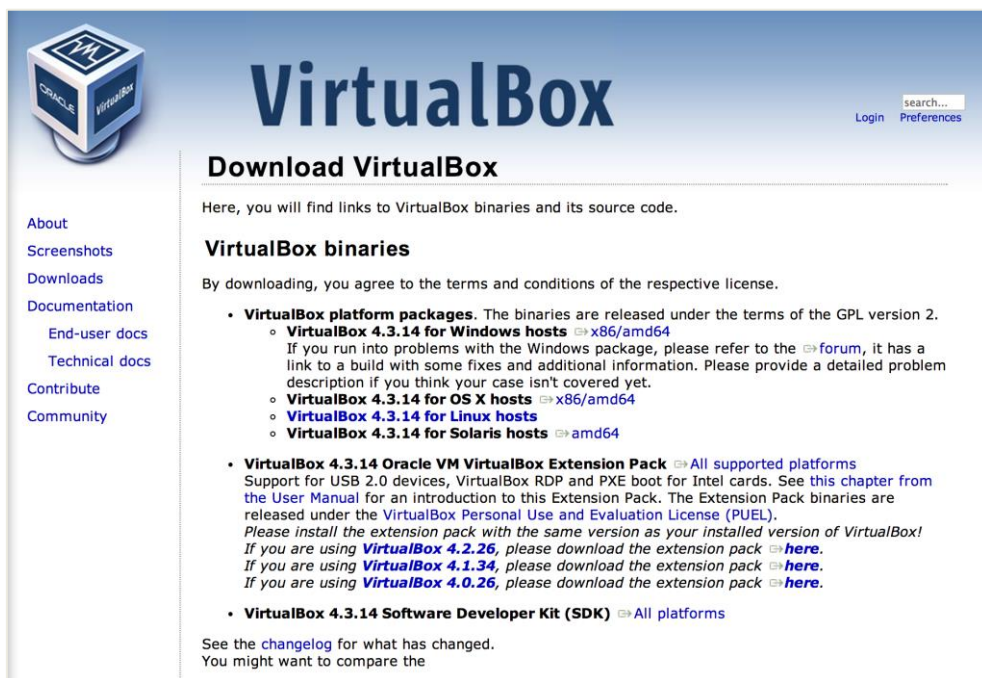 ORACLE
VirtualBox
VirtualBox
search...
Login Preferences
Download VirtualBox
Here, you will find links to VirtualBox binaries and its source code.
About
Screenshots
Downloads
Documentation
End-user docs
Technical docs
Contribute
Community
VirtualBox binaries
By downloading, you agree to the terms and conditions of the respective license.
• VirtualBox platform packages. The binaries are released under the terms of the GPL version 2.
◦ VirtualBox 4.3.14 for Windows hosts x86/amd64
If you run into problems with the Windows package, please refer to the forum, it has a
link to a build with some fixes and additional information. Please provide a detailed problem
description if you think your case isn't covered yet.
◦ VirtualBox 4.3.14 for OS X hosts x86/amd64
◦ VirtualBox 4.3.14 for Linux hosts
◦ VirtualBox 4.3.14 for Solaris hosts amd64
• VirtualBox 4.3.14 Oracle VM VirtualBox Extension Pack All supported platforms
Support for USB 2.0 devices, VirtualBox RDP and PXE boot for Intel cards. See this chapter from
the User Manual for an introduction to this Extension Pack. The Extension Pack binaries are
released under the VirtualBox Personal Use and Evaluation License (PUEL).
Please install the extension pack with the same version as your installed version of VirtualBox!
If you are using VirtualBox 4.2.26, please download the extension pack here.
If you are using VirtualBox 4.1.34, please download the extension pack here.
If you are using VirtualBox 4.0.26, please download the extension pack here.
• VirtualBox 4.3.14 Software Developer Kit (SDK) All platforms
See the changelog for what has changed.
You might want to compare the